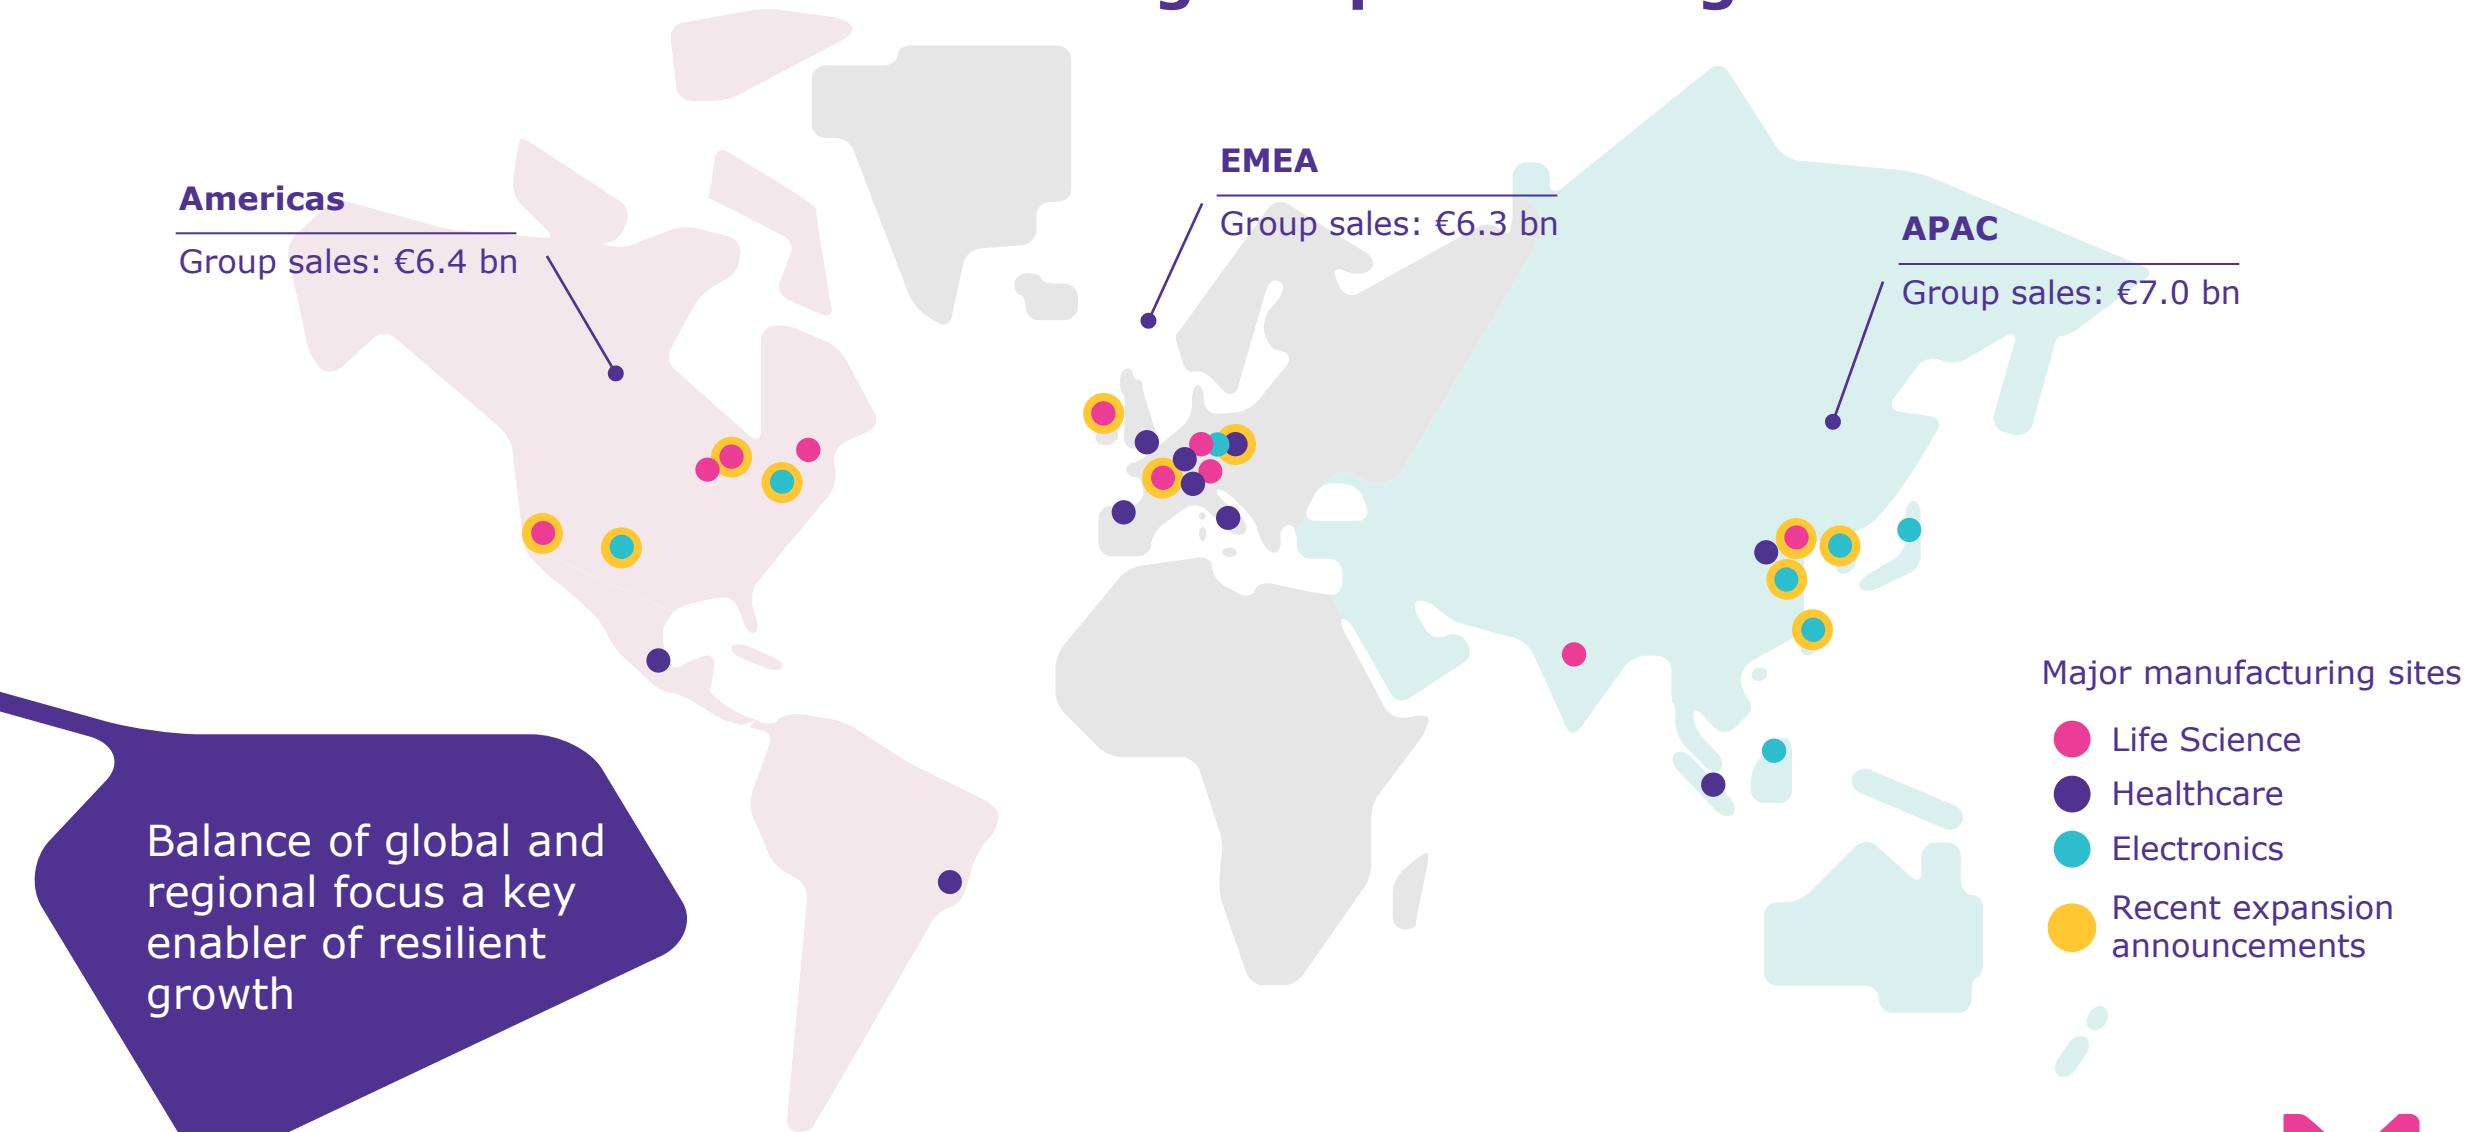 Americas
Group sales: €6.4 bn
EMEA
Group sales: €6.3 bn
APAC
Group sales: €7.0 bn
Major manufacturing sites
Life Science
Healthcare
Electronics
Recent expansion
announcements
Balance of global and
regional focus a key
enabler of resilient
growth